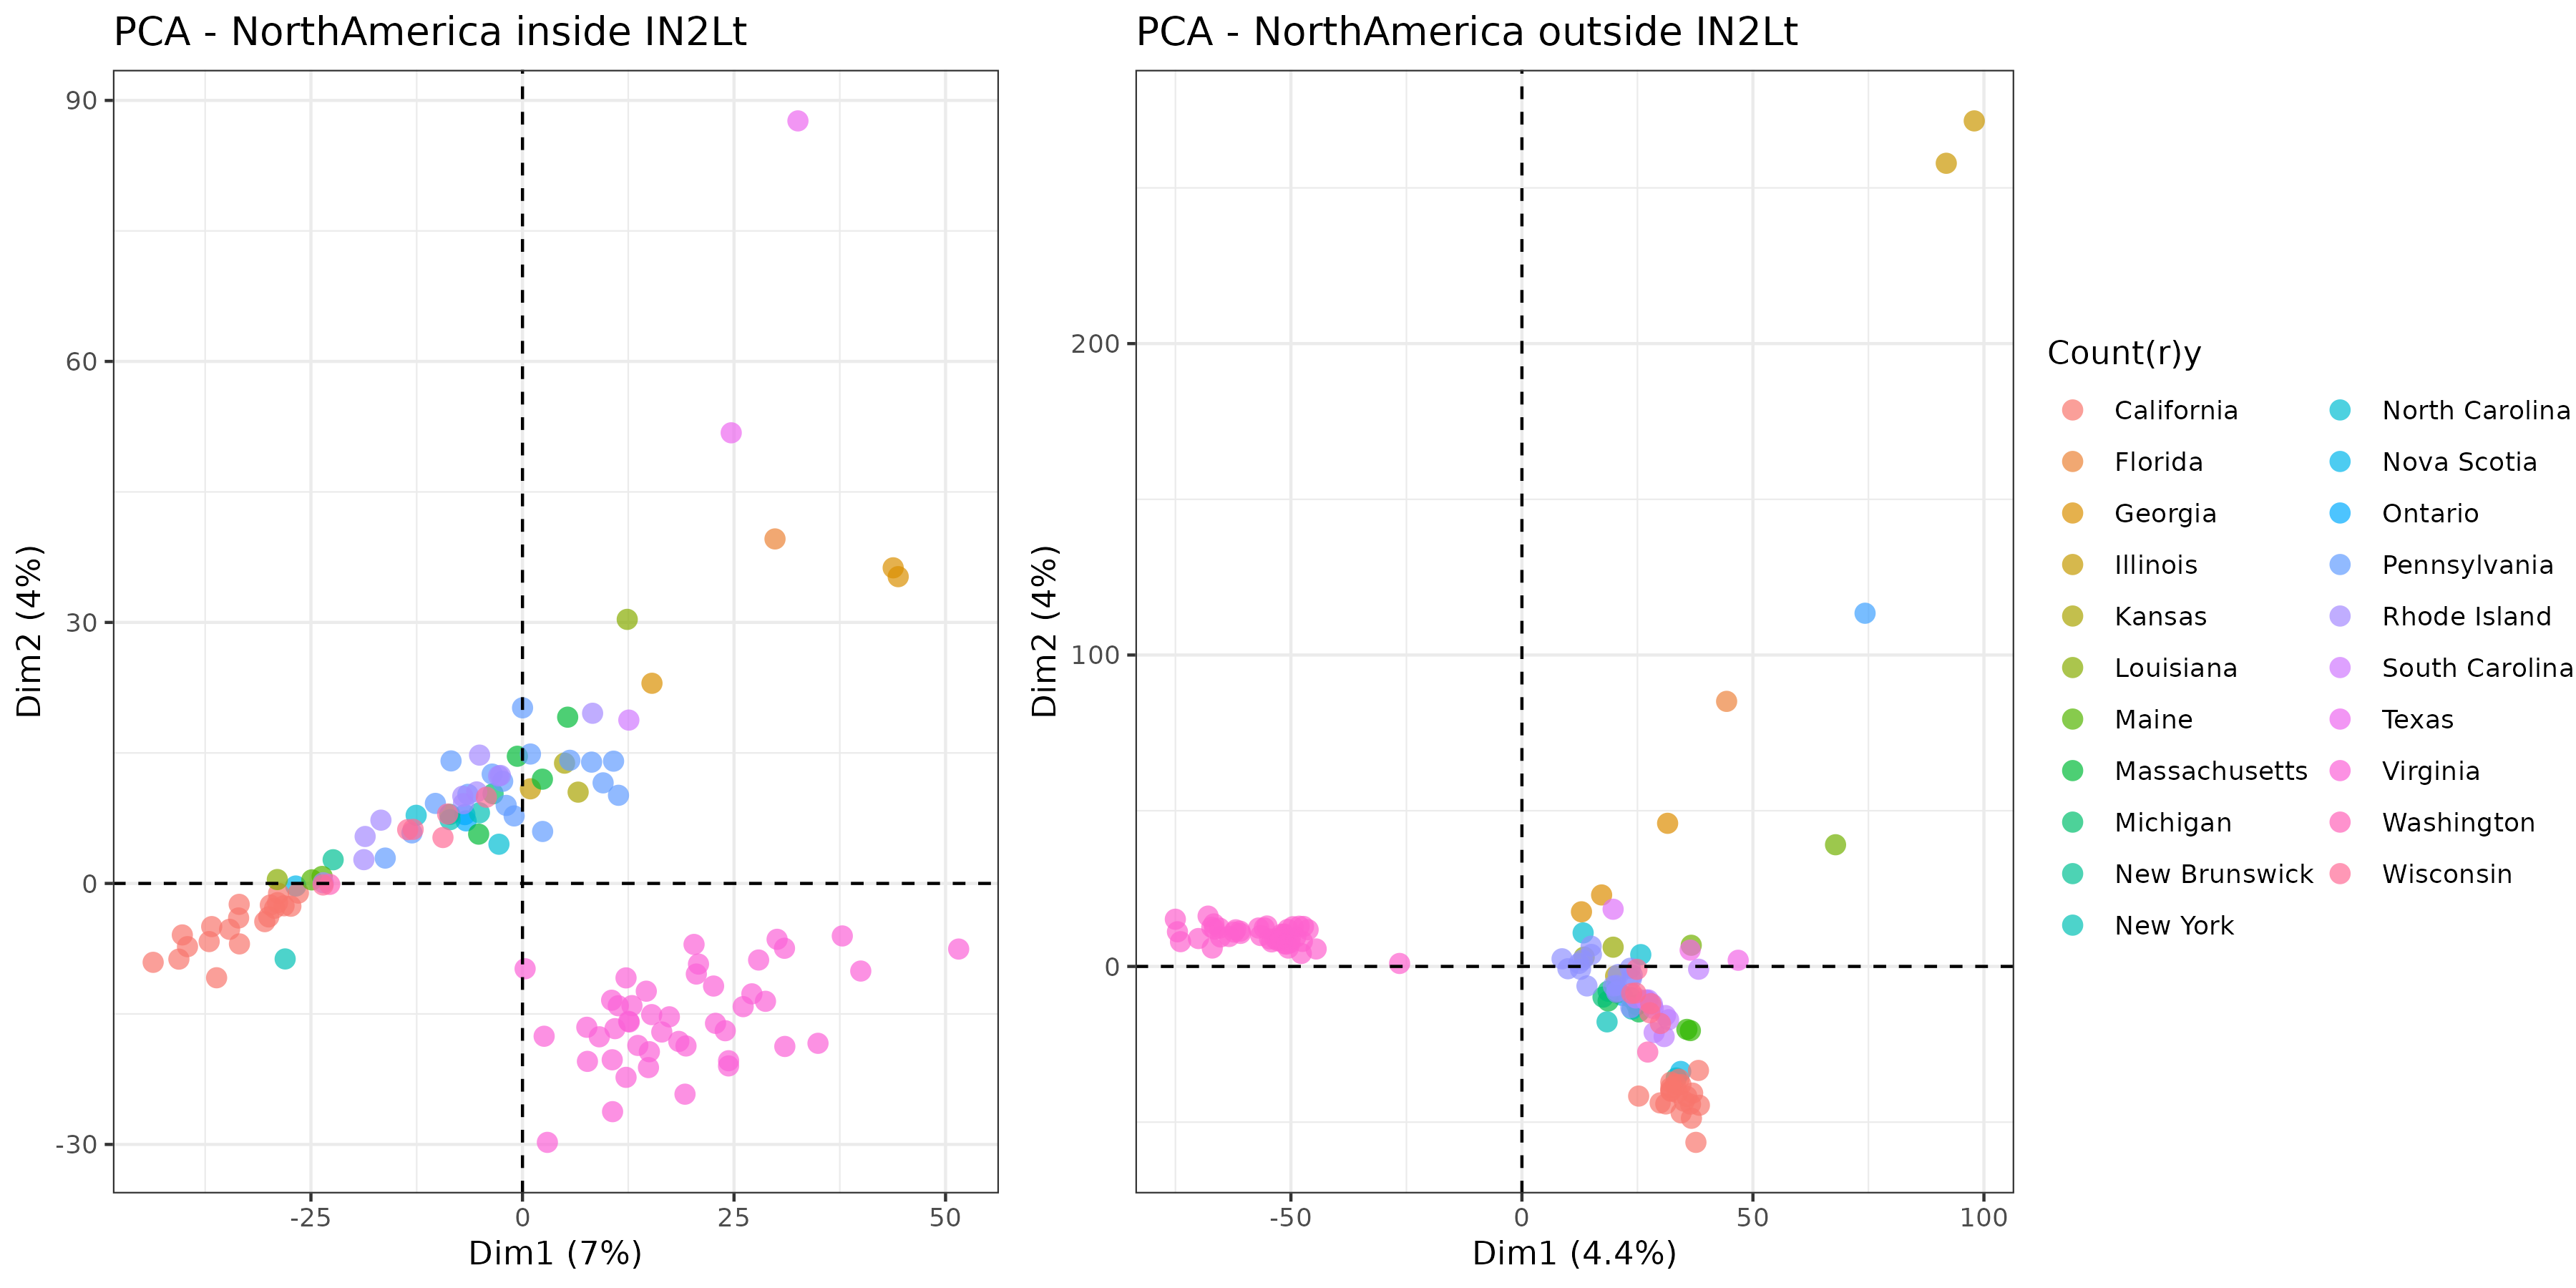 PCA - NorthAmerica inside IN2Lt
90
60
30
0
-30
-25
0
25
50
Dim1 (7%)
Dim2 (4%)
PCA - NorthAmerica outside IN2Lt
200
100
0
-50
0
50
100
Dim1 (4.4%)
Dim2 (4%)
Count(r)y
California
Florida
Georgia
Illinois
Kansas
Louisiana
Maine
Massachusetts
Michigan
New Brunswick
New York
North Carolina
Nova Scotia
Ontario
Pennsylvania
Rhode Island
South Carolina
Texas
Virginia
Washington
Wisconsin